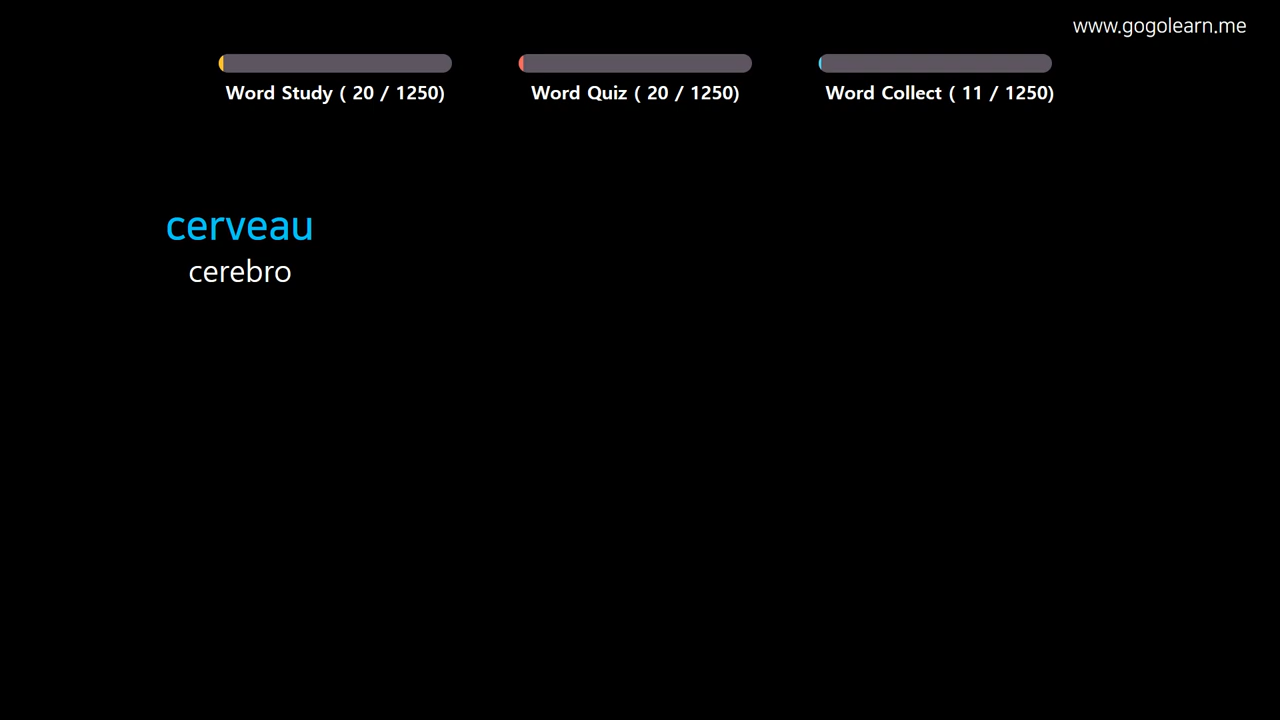 www.gogolearn.me
Word Study ( 20 / 1250)
Word Quiz ( 20 / 1250)
Word Collect ( 11 / 1250)
cerveau
cerebro